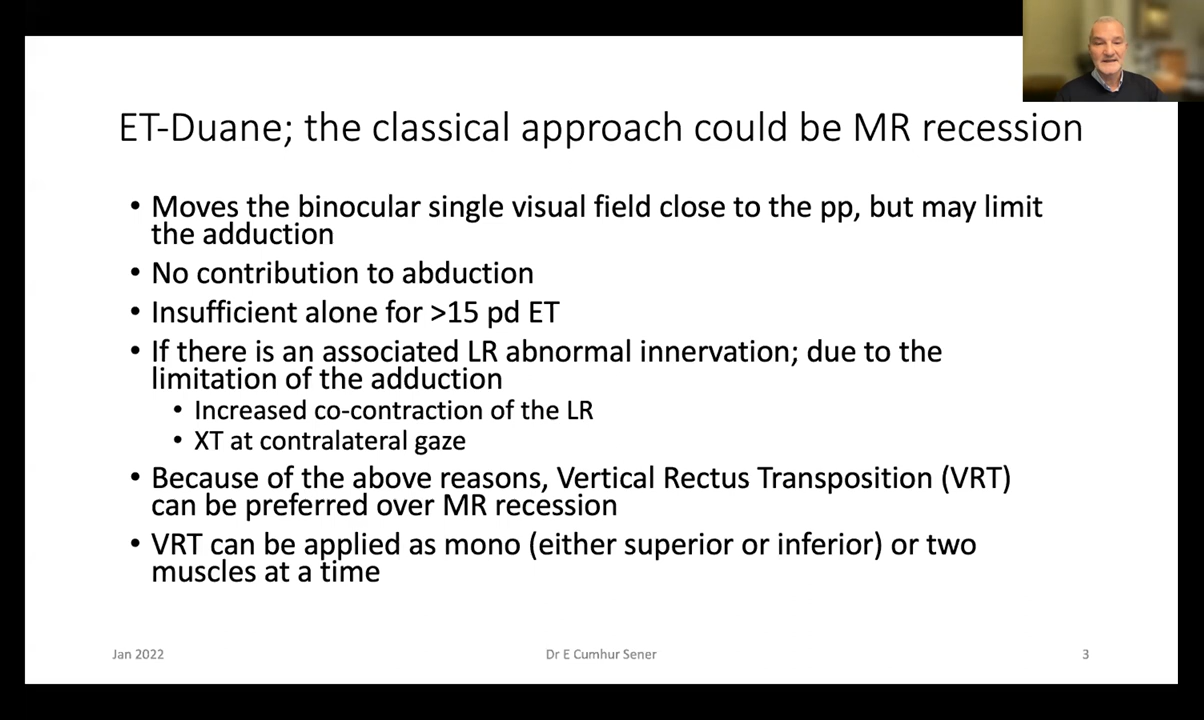 ET-Duane; the classical approach could be MR recession
• Moves the binocular single visual field close to the pp, but may limit
the adduction
• No contribution to abduction
• Insufficient alone for >15 pd ET
• If there is an associated LR abnormal innervation; due to the
limitation of the adduction
• Increased co-contraction of the LR
• XT at contralateral gaze
• Because of the above reasons, Vertical Rectus Transposition (VRT)
can be preferred over MR recession
• VRT can be applied as mono (either superior or inferior) or two
muscles at a time
Jan 2022
Dr E Cumhur Sener
3